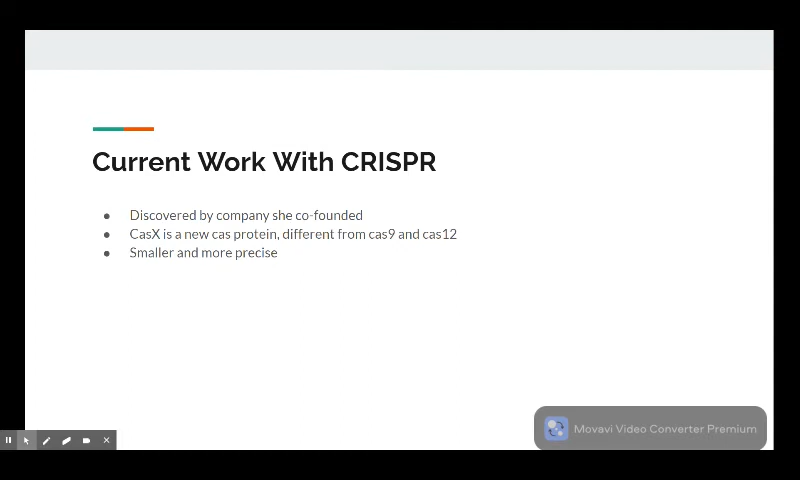 Current Work With CRISPR
● Discovered by company she co-founded
● CasX is a new cas protein, different from cas9 and cas12
● Smaller and more precise
Movavi Video Converter Premium